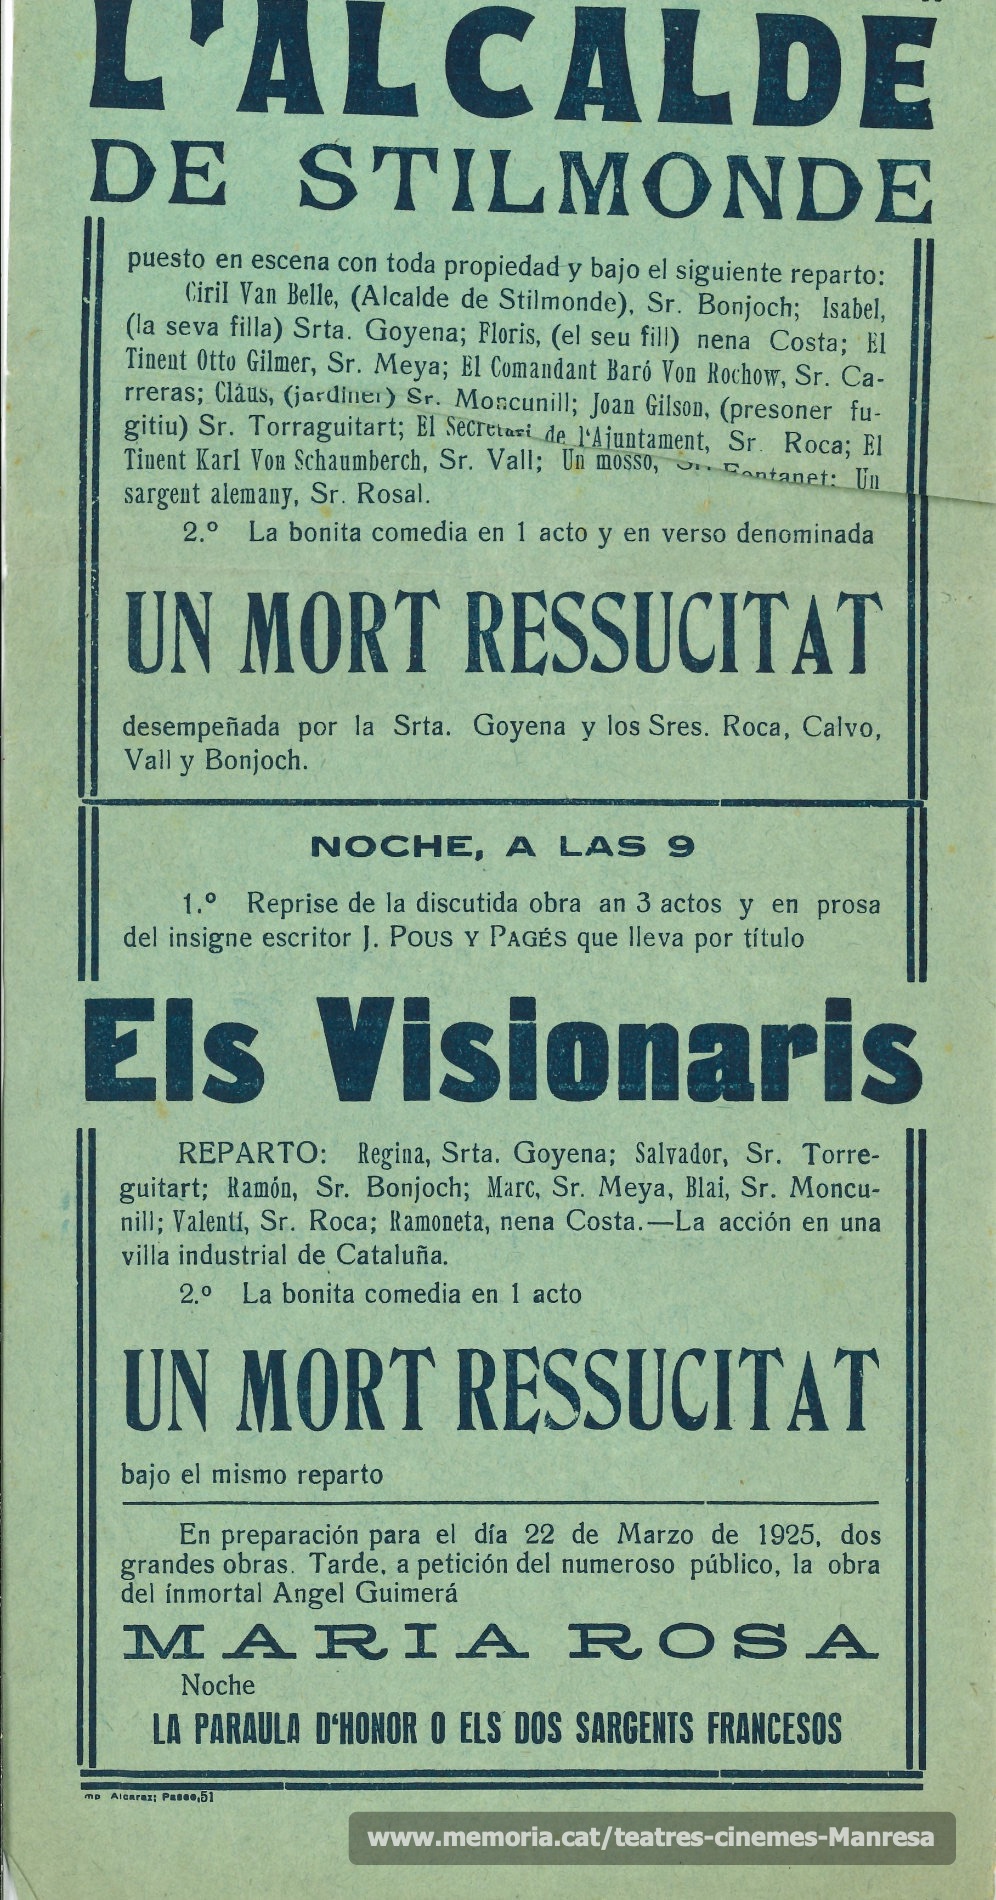 L'ALCALDE
DE STILMONDE
puesto en escena con toda propiedad y bajo el siguiente reparto:
Ciril Van Belle, (Alcalde de Stilmonde), Sr. Bonjoch; Isabel,
(la seva filla) Srta. Goyena; Floris, (el seu fill) nena Costa; El
Tinent Otto Gilmer, Sr. Meya; El Comandant Baró Von Rochow, Sr. Ca-
rreras; Claus, (jardiner) Sr. Moncunill; Joan Gilson, (presoner fu-
gitiu) Sr. Torraguitart; El Secretari de l'Ajuntament, Sr. Roca; El
Tinent Karl Von Schaumberch, Sr. Vall; Un mosso, Sr. Fontanet; Un
sargent alemany, Sr. Rosal.
2.º La bonita comedia en 1 acto y en verso denominada
UN MORT RESSUCITAT
desempeñada por la Srta. Goyena y los Sres. Roca, Calvo,
Vall y Bonjoch.
NOCHE, A LAS 9
1.º Reprise de la discutida obra an 3 actos y en prosa
del insigne escritor J. POUS Y PAGÉS que lleva por título
Els Visionaris
REPARTO: Regina, Srta. Goyena; Salvador, Sr. Torre-
guitart; Ramón, Sr. Bonjoch; Marc, Sr. Meya, Blai, Sr. Moncu-
nill; Valentí, Sr. Roca; Ramoneta, nena Costa.—La acción en una
villa industrial de Cataluña.
2.º La bonita comedia en 1 acto
UN MORT RESSUCITAT
bajo el mismo reparto
En preparación para el día 22 de Marzo de 1925, dos
grandes obras. Tarde, a petición del numeroso público, la obra
del ínmortal Angel Guimerá
MARIA ROSA
Noche
LA PARAULA D'HONOR O ELS DOS SARGENTS FRANCESOS
mp Alcaraz; Paseo, 51
www.memoria.cat/teatres-cinemes-Manresa